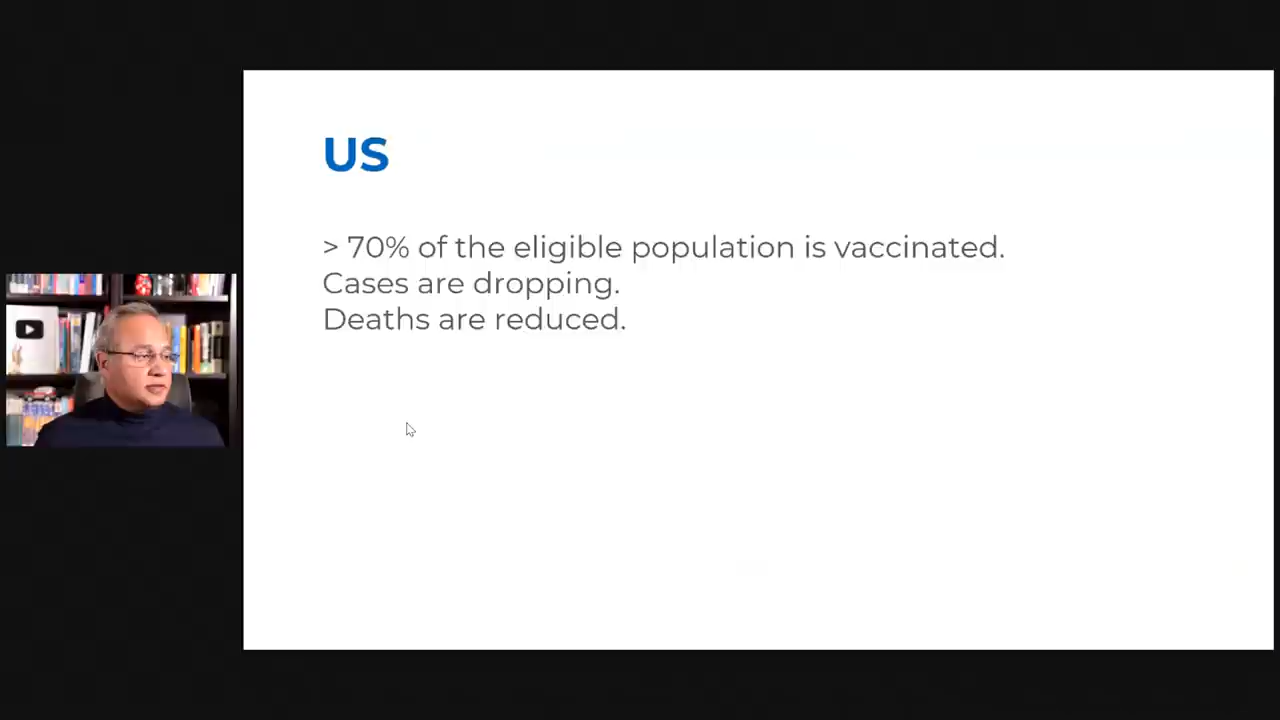 US
> 70% of the eligible population is vaccinated.
Cases are dropping.
Deaths are reduced.